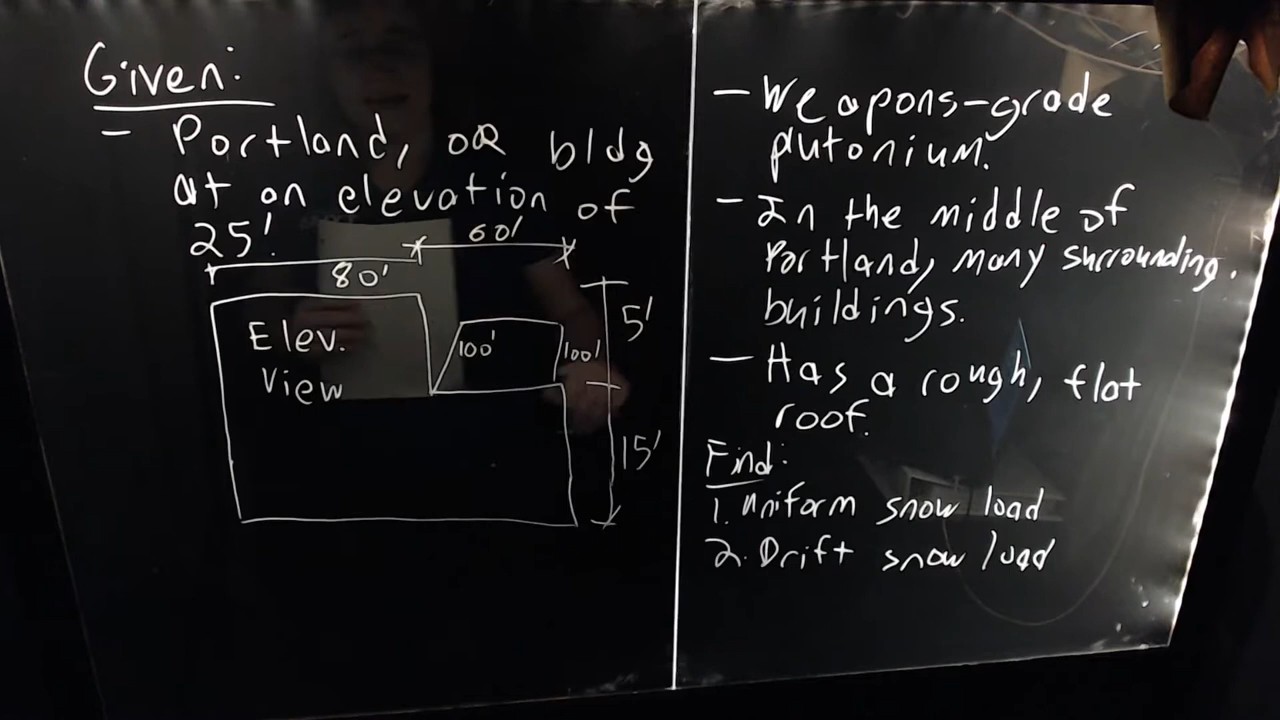 Given:
- Portland, OR bldg
at an elevation of
25'.
60'
80'
Elev.
View
100'
100'
5'
15'
- Weapons-grade
plutonium.
- In the middle of
Portland, many surrounding
buildings.
- Has a rough, flat
roof.
Find:
1. Uniform snow load
2. Drift snow load